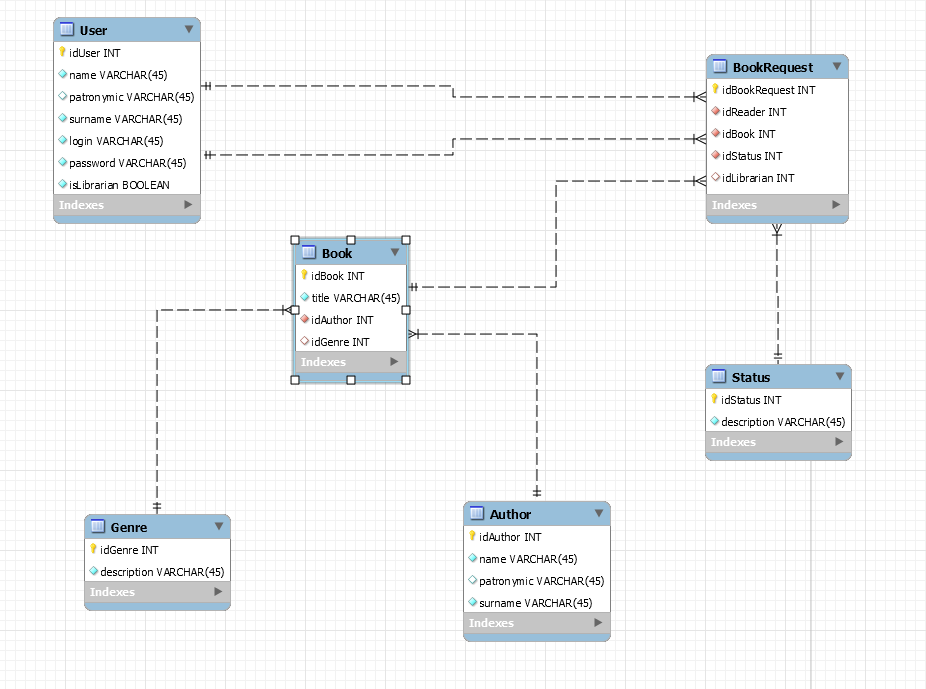 User
idUser INT
name VARCHAR(45)
patronymic VARCHAR(45)
surname VARCHAR(45)
login VARCHAR(45)
password VARCHAR(45)
isLibrarian BOOLEAN
Indexes
BookRequest
idBookRequest INT
idReader INT
idBook INT
idStatus INT
idLibrarian INT
Indexes
Book
idBook INT
title VARCHAR(45)
idAuthor INT
idGenre INT
Indexes
Status
idStatus INT
description VARCHAR(45)
Indexes
Genre
idGenre INT
description VARCHAR(45)
Indexes
Author
idAuthor INT
name VARCHAR(45)
patronymic VARCHAR(45)
surname VARCHAR(45)
Indexes